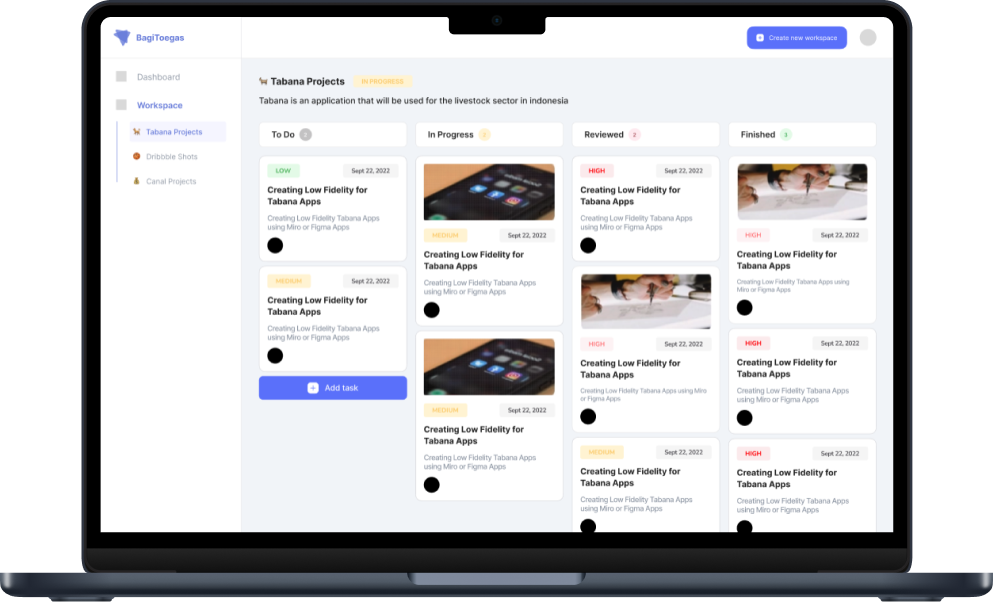 BagiToegas
Create new workspace
Dashboard
Workspace
Tabana Projects
Dribbble Shots
Canal Projects
Tabana Projects
IN PROGRESS
Tabana is an application that will be used for the livestock sector in indonesia
To Do
LOW
Sept 22, 2022
Creating Low Fidelity for
Tabana Apps
Creating Low Fidelity Tabana Apps
using Miro or Figma Apps
MEDIUM
Sept 22, 2022
Creating Low Fidelity for
Tabana Apps
Creating Low Fidelity Tabana Apps
using Miro or Figma Apps
Add task
In Progress
MEDIUM
Sept 22, 2022
Creating Low Fidelity for
Tabana Apps
Creating Low Fidelity Tabana Apps
using Miro or Figma Apps
MEDIUM
Sept 22, 2022
Creating Low Fidelity for
Tabana Apps
Creating Low Fidelity Tabana Apps
using Miro or Figma Apps
Reviewed 2
HIGH
Sept 22, 2022
Creating Low Fidelity for
Tabana Apps
Creating Low Fidelity Tabana Apps
using Miro or Figma Apps
HIGH
Sept 22, 2022
Creating Low Fidelity for
Tabana Apps
Creating Low Fidelity Tabana Apps using Miro
or Figma Apps
MEDIUM
Sept 22, 2022
Creating Low Fidelity for
Tabana Apps
Creating Low Fidelity Tabana Apps
using Miro or Figma Apps
Finished 3
HIGH
Sept 22, 2022
Creating Low Fidelity for
Tabana Apps
Creating Low Fidelity Tabana Apps using
Miro or Figma Apps
HIGH
Sept 22, 2022
Creating Low Fidelity for
Tabana Apps
Creating Low Fidelity Tabana Apps
using Miro or Figma Apps
HIGH
Sept 22, 2022
Creating Low Fidelity for
Tabana Apps
Creating Low Fidelity Tabana Apps
using Miro or Figma Apps